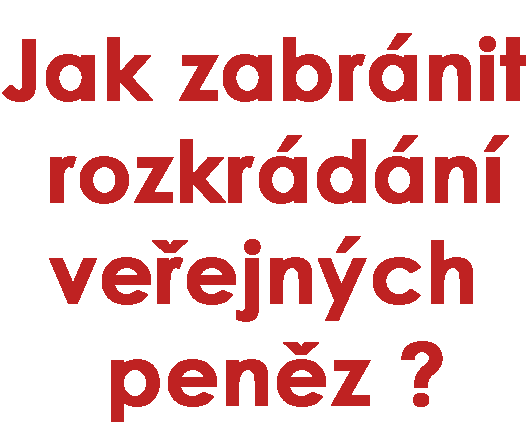 Jak zabránit
rozkrádání
veřejných
peněz ?